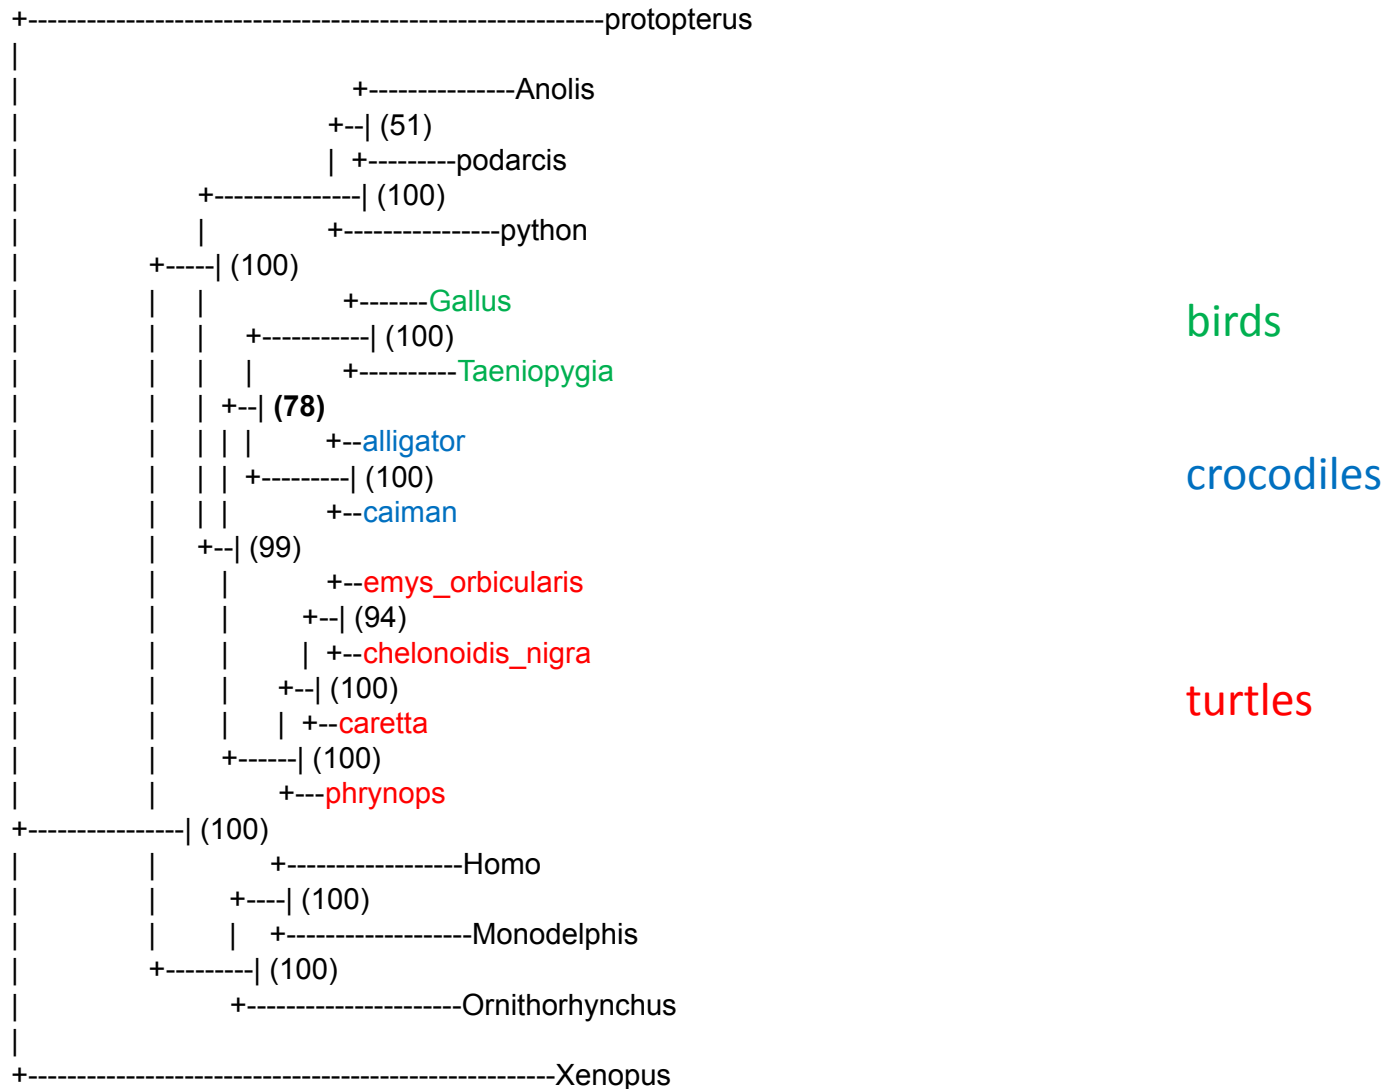 +-----------------------------------------------------------protopterus
|
| +---------------Anolis
| +--| (51)
| | +---------podarcis
| +---------------| (100)
| | +----------------python
| +-----| (100)
| | | +-------Gallus
birds
| | | +-----------| (100)
| | | | +----------Taeniopygia
| | | +--| (78)
| | | | | +--alligator
| | | | +---------| (100)
crocodiles
| | | | +--caiman
| | +--| (99)
| | | +--emys_orbicularis
| | | +--| (94)
| | | | +--chelonoidis_nigra
| | | +--| (100)
turtles
| | | | +--caretta
| | +------| (100)
| | +---phrynops
+----------------| (100)
| | +------------------Homo
| | +----| (100)
| | | +-------------------Monodelphis
| +---------| (100)
| +----------------------Ornithorhynchus
|
+------------------------------------------------------Xenopus